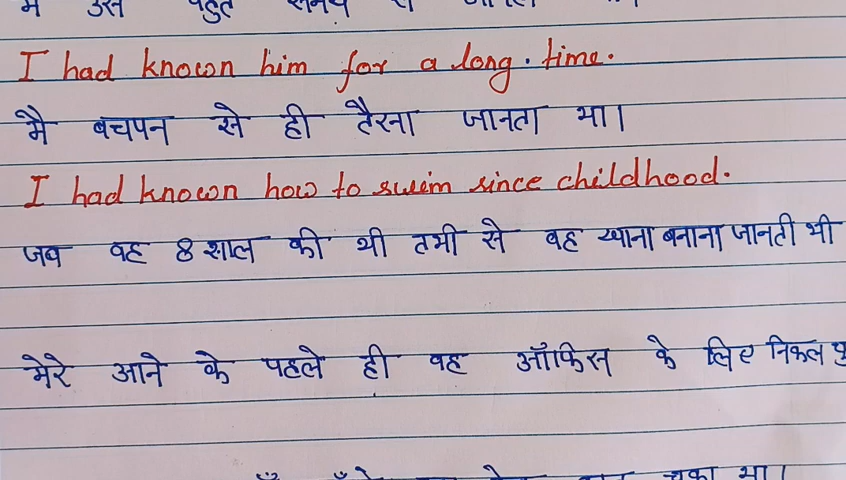 I had known him for a long. time.
मै बचपन से ही तैरना जानता था।
I had known how to swim since childhood.
जब वह 8 शाल की थी तभी से वह खाना बनाना जानती थी
मेरे आने के पहले ही वह ऑफिस के लिए निकल
चुका था।